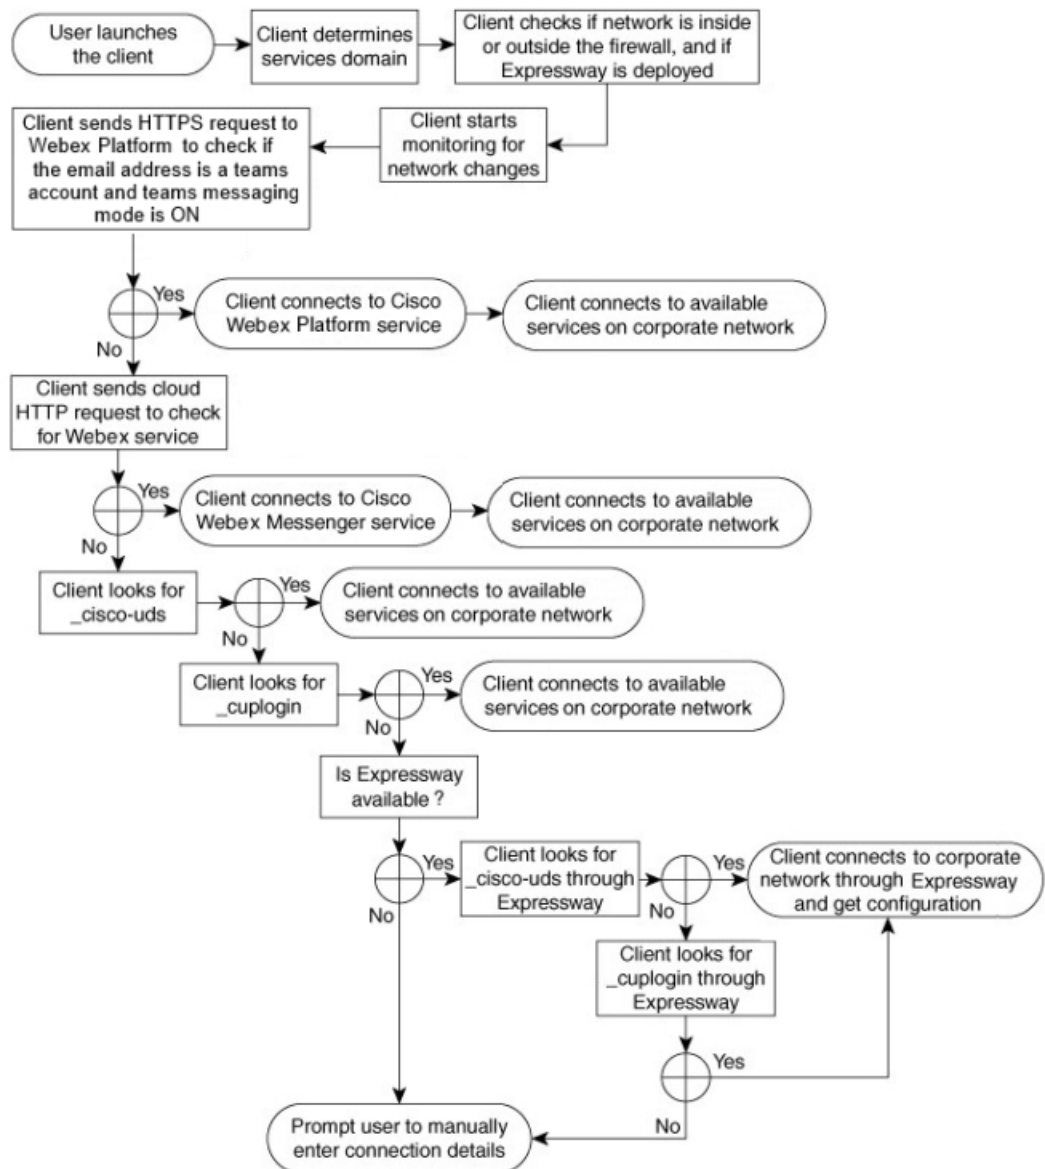 User launches
the client
Client determines
services domain
Client checks if network is inside
or outside the firewall, and if
Expressway is deployed
Client sends HTTPS request to
Webex Platform to check if
the email address is a teams
account and teams messaging
mode is ON
Client starts
monitoring for
network changes
Yes
Client connects to Cisco
Webex Platform service
Client connects to available
services on corporate network
No
Client sends cloud
HTTP request to check
for Webex service
Yes
Client connects to Cisco
Webex Messenger service
Client connects to available
services on corporate network
No
Client looks for
_cisco-uds
Yes
Client connects to available
services on corporate network
No
Client looks for
_cuplogin
Yes
Client connects to available
services on corporate network
No
Is Expressway
available ?
Yes
Client looks for
_cisco-uds through
Expressway
Yes
Client connects to corporate
network through Expressway
and get configuration
No
No
Client looks for
_cuplogin through
Expressway
Yes
No
Prompt user to manually
enter connection details